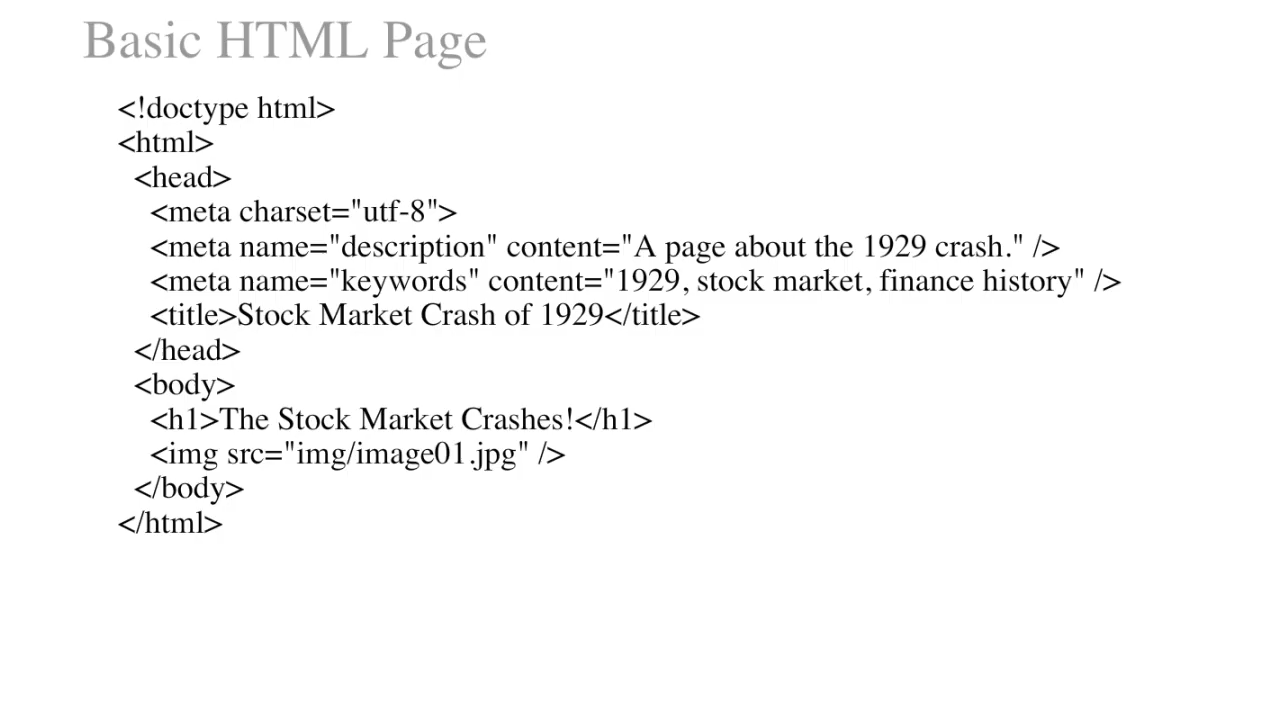 Basic HTML Page
<!doctype html>
<html>
<head>
<meta charset="utf-8">
<meta name="description" content="A page about the 1929 crash." />
<meta name="keywords" content="1929, stock market, finance history" />
<title>Stock Market Crash of 1929</title>
</head>
<body>
<h1>The Stock Market Crashes!</h1>
<img src="img/image01.jpg" />
</body>
</html>